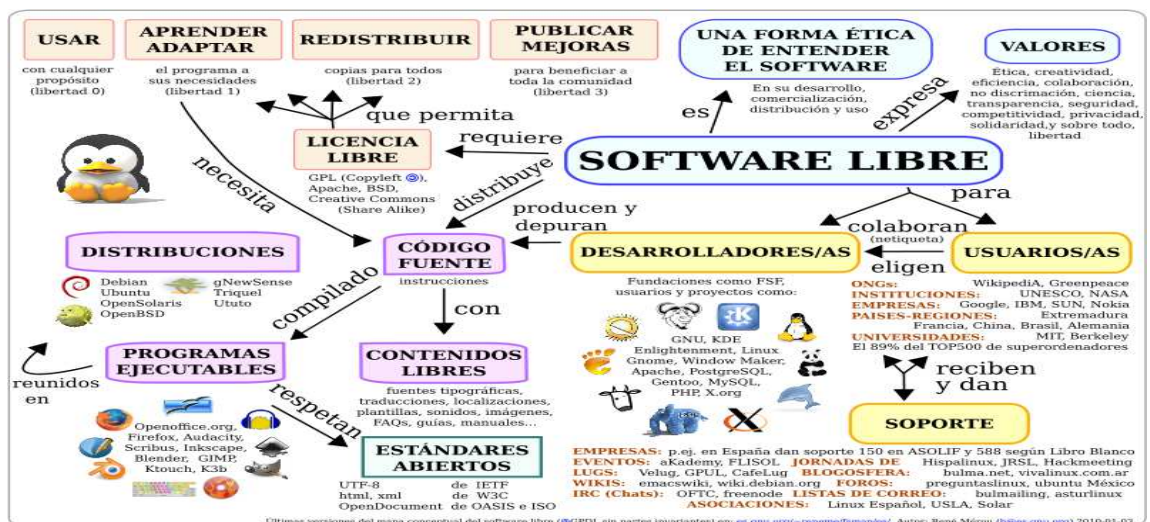 USAR
con cualquier
propósito
(libertad 0)
APRENDER
ADAPTAR
el programa a
sus necesidades
(libertad 1)
REDISTRIBUIR
copias para todos
(libertad 2)
PUBLICAR
MEJORAS
para beneficiar a
toda la comunidad
(libertad 3)
UNA FORMA ÉTICA
DE ENTENDER
EL SOFTWARE
En su desarrollo,
comercialización,
distribución y uso
VALORES
Ética, creatividad,
eficiencia, colaboración,
no discrimación, ciencia,
transparencia, seguridad,
competitividad, privacidad,
solidaridad,y sobre todo,
libertad
que permita
es
expresa
LICENCIA
LIBRE
GPL (Copyleft),
Apache, BSD,
Creative Commons
(Share Alike)
requiere
SOFTWARE LIBRE
necesita
distribuye
para
producen y
depuran
colaboran
(netiqueta)
eligen
DISTRIBUCIONES
Debian
Ubuntu
OpenSolaris
OpenBSD
gNewSense
Triquel
Ututo
CÓDIGO
FUENTE
instrucciones
DESARROLLADORES/AS
Fundaciones como FSF,
usuarios y proyectos como:
GNU, KDE
Enlightenment, Linux
Gnome, Window Maker,
Apache, PostgreSQL,
Gentoo, MySQL,
PHP, X.org
USUARIOS/AS
ONGs: WikipediA, Greenpeace
INSTITUCIONES: UNESCO, NASA
EMPRESAS: Google, IBM, SUN, Nokia
PAISES-REGIONES: Extremadura
Francia, China, Brasil, Alemania
UNIVERSIDADES: MIT, Berkeley
El 89% del TOP500 de superordenadores
compilado
con
reunidos
en
PROGRAMAS
EJECUTABLES
Openoffice.org,
Firefox, Audacity,
Scribus, Inkscape,
Blender, GIMP,
Ktouch, K3b
respetan
CONTENIDOS
LIBRES
fuentes tipográficas,
traducciones, localizaciones,
plantillas, sonidos, imágenes,
FAQs, guías, manuales...
ESTÁNDARES
ABIERTOS
UTF-8 de IETF
html, xml de W3C
OpenDocument de OASIS e ISO
reciben
y dan
SOPORTE
EMPRESAS: p.ej. en España dan soporte 150 en ASOLIF y 588 según Libro Blanco
EVENTOS: aKademy, FLISOL JORNADAS DE Hispalinux, JRSL, Hackmeeting
LUGS: Velug, GPUL, CafeLug BLOGOSFERA: bulma.net, vivalinux.com.ar
WIKIS: emacswiki, wiki.debian.org FOROS: preguntaslinux, ubuntu México
IRC (Chats): OFTC, freenode LISTAS DE CORREO: bulmailing, asturlinux
ASOCIACIONES: Linux Español, USLA, Solar
Últimas versiones del mapa conceptual del software libre